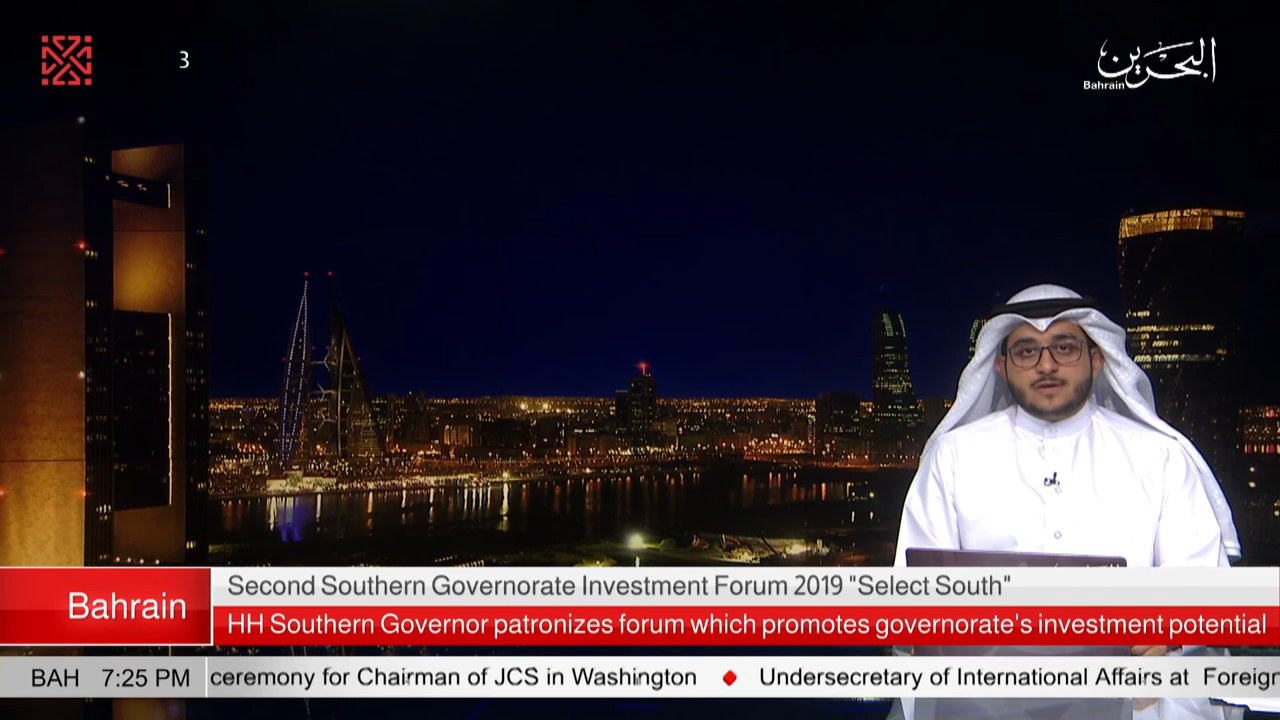 3
البحرين
Bahrain
Second Southern Governorate Investment Forum 2019 "Select South"
Bahrain
HH Southern Governor patronizes forum which promotes governorate's investment potential
BAH 7:25 PM ceremony for Chairman of JCS in Washington Undersecretary of International Affairs at Foreign